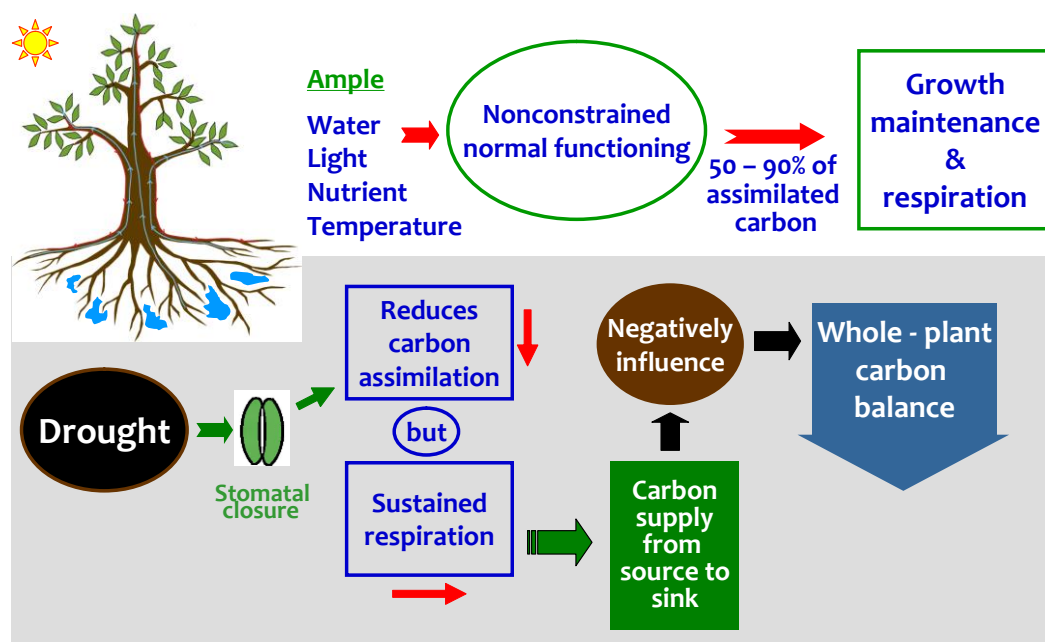 Ample
Water
Light
Nutrient
Temperature
Nonconstrained
normal functioning
50 – 90% of
assimilated
carbon
Growth
maintenance
&
respiration
Drought
Stomatal
closure
Reduces
carbon
assimilation
but
Sustained
respiration
Carbon
supply
from
source to
sink
Negatively
influence
Whole - plant
carbon
balance